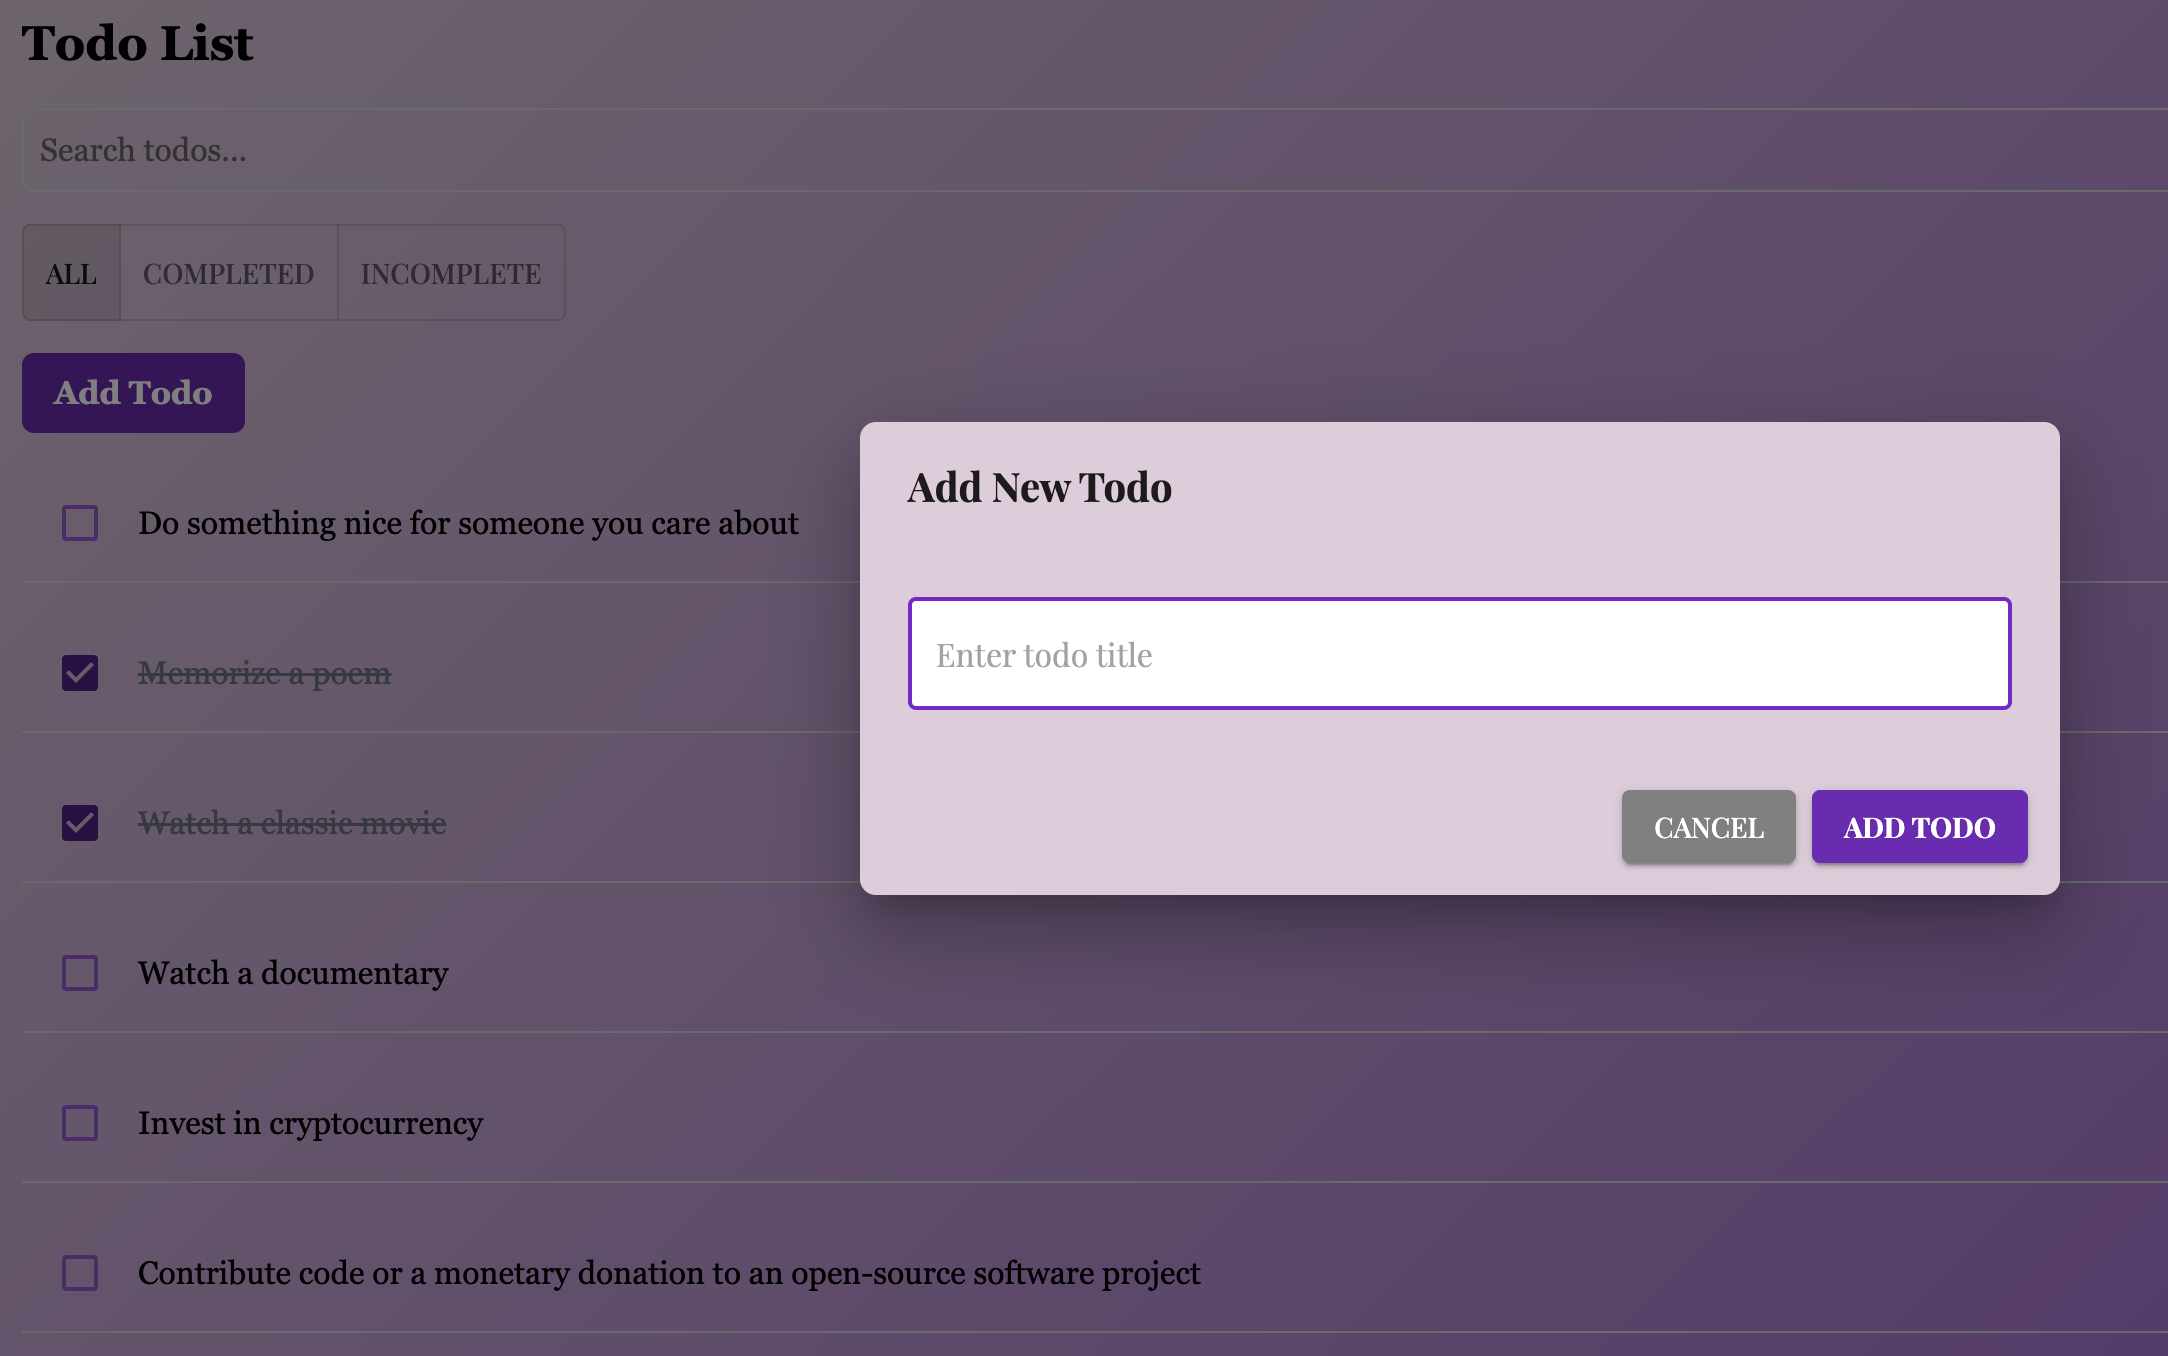 Todo List
Search todos...
ALL
COMPLETED
INCOMPLETE
Add Todo
Do something nice for someone you care about
Memorize a poem
Watch a classic movie
Watch a documentary
Invest in cryptocurrency
Contribute code or a monetary donation to an open-source software project
Add New Todo
Enter todo title
CANCEL
ADD TODO